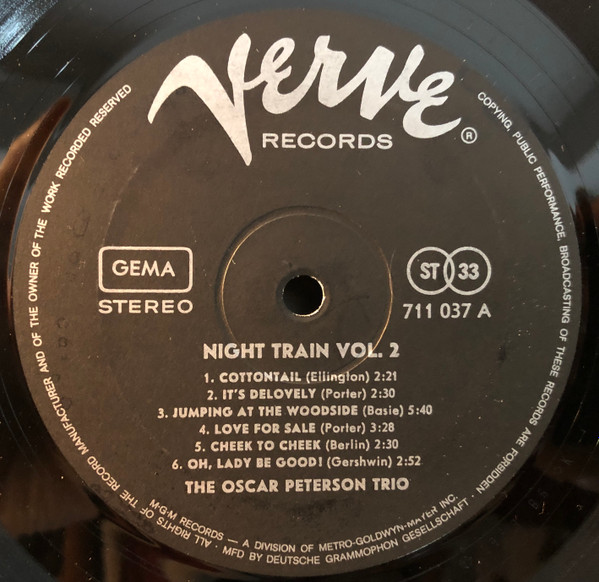 Verve
RECORDS
®
GEMA
STEREO
ST 33
711 037 A
NIGHT TRAIN VOL. 2
1. COTTONTAIL (Ellington) 2:21
2. IT'S DELOVELY (Porter) 2:30
3. JUMPING AT THE WOODSIDE (Basie) 5:40
4. LOVE FOR SALE (Porter) 3:28
5. CHEEK TO CHEEK (Berlin) 2:30
6. OH, LADY BE GOOD! (Gershwin) 2:52
THE OSCAR PETERSON TRIO
M·G·M RECORDS — A DIVISION OF METRO-GOLDWYN-MAYER INC.
ALL RIGHTS OF THE RECORD MANUFACTURER AND OF THE OWNER OF THE WORK RECORDED RESERVED
COPYING, PUBLIC PERFORMANCE, BROADCASTING OF THESE RECORDS ARE FORBIDDEN
· MFD BY DEUTSCHE GRAMMOPHON GESELLSCHAFT ·